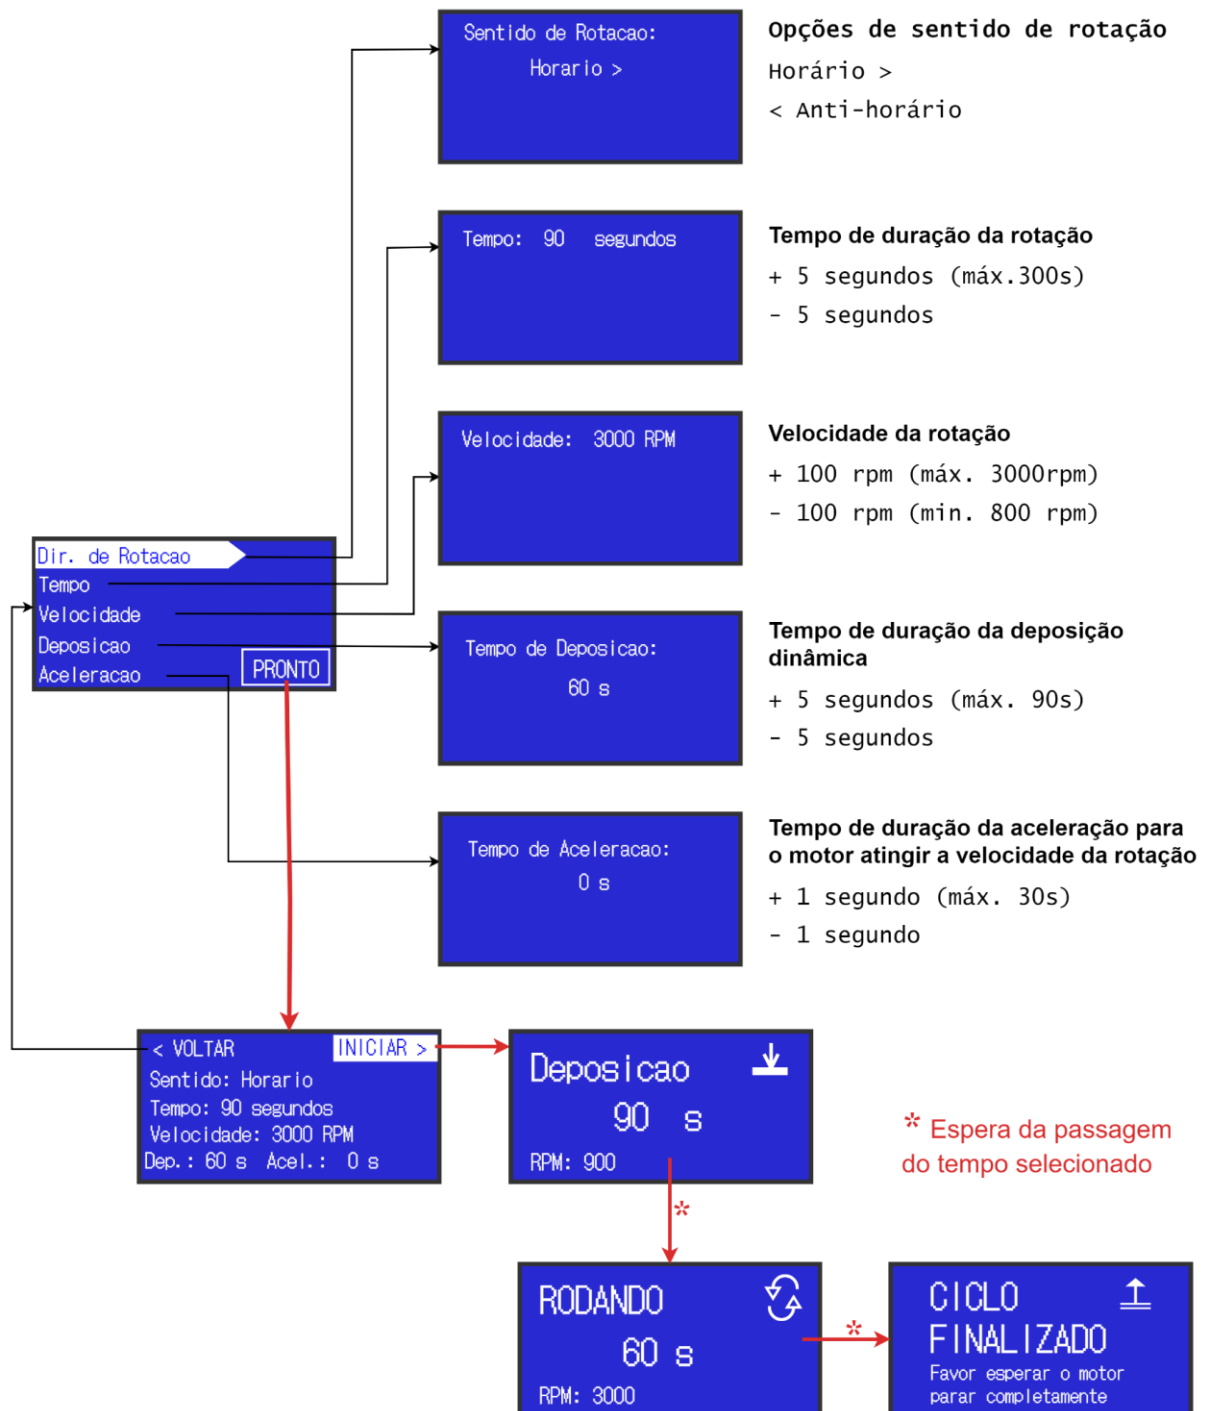 Sentido de Rotacao:
Horario >
Opções de sentido de rotação
Horário >
< Anti-horário
Tempo: 90 segundos
Tempo de duração da rotação
+ 5 segundos (máx.300s)
- 5 segundos
Velocidade: 3000 RPM
Velocidade da rotação
+ 100 rpm (máx. 3000rpm)
- 100 rpm (min. 800 rpm)
Dir. de Rotacao
Tempo
Velocidade
Deposicao
Aceleracao
PRONTO
Tempo de Deposicao:
60 s
Tempo de duração da deposição
dinâmica
+ 5 segundos (máx. 90s)
- 5 segundos
Tempo de Aceleracao:
0 s
Tempo de duração da aceleração para
o motor atingir a velocidade da rotação
+ 1 segundo (máx. 30s)
- 1 segundo
< VOLTAR INICIAR >
Sentido: Horario
Tempo: 90 segundos
Velocidade: 3000 RPM
Dep.: 60 s Acel.: 0 s
Deposicao
90 s
RPM: 900
* Espera da passagem
do tempo selecionado
*
RODANDO
60 s
RPM: 3000
*
CICLO
FINALIZADO
Favor esperar o motor
parar completamente